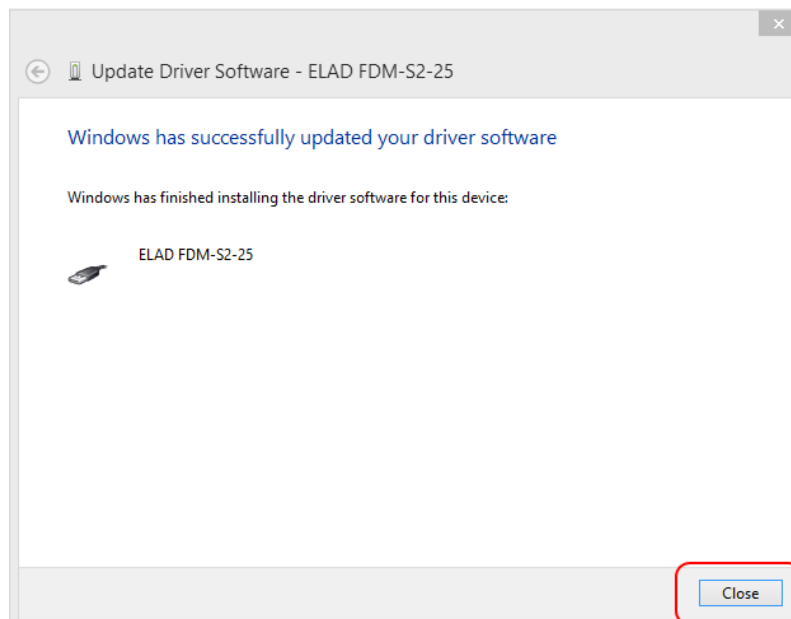 Update Driver Software - ELAD FDM-S2-25
Windows has successfully updated your driver software
Windows has finished installing the driver software for this device:
ELAD FDM-S2-25
Close